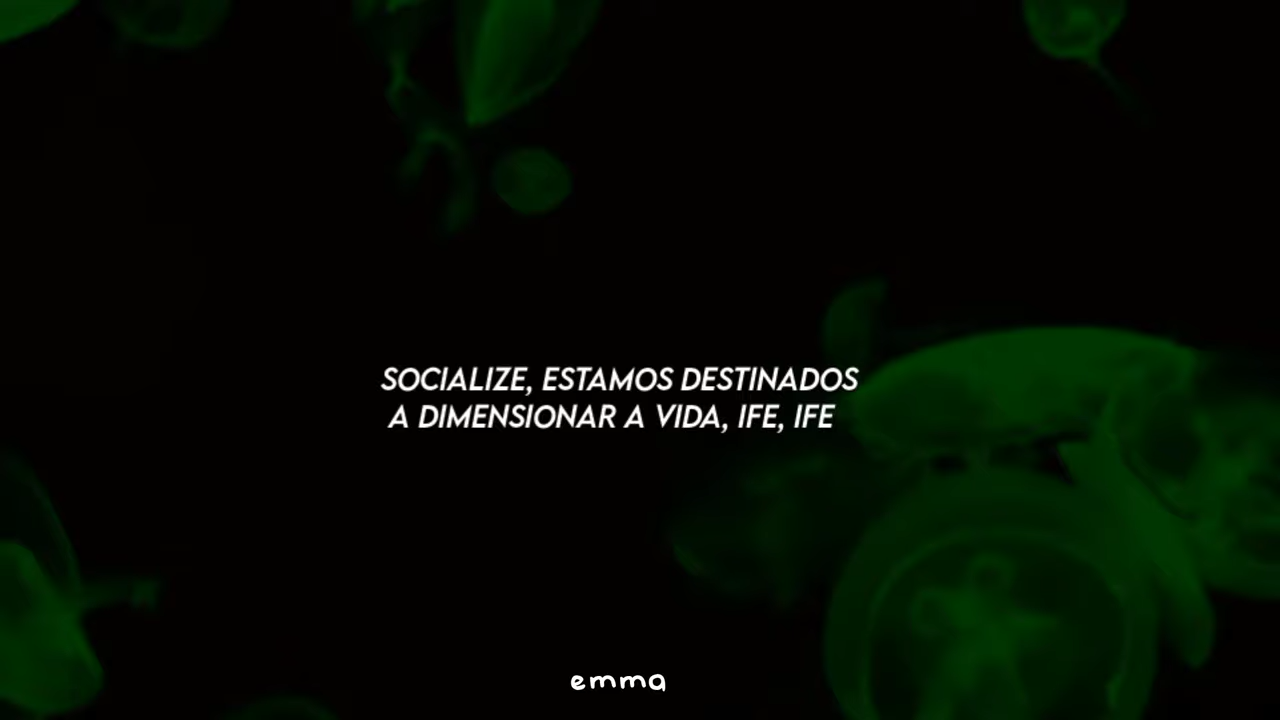 SOCIALIZE, ESTAMOS DESTINADOS
A DIMENSIONAR A VIDA, IFE, IFE
emma